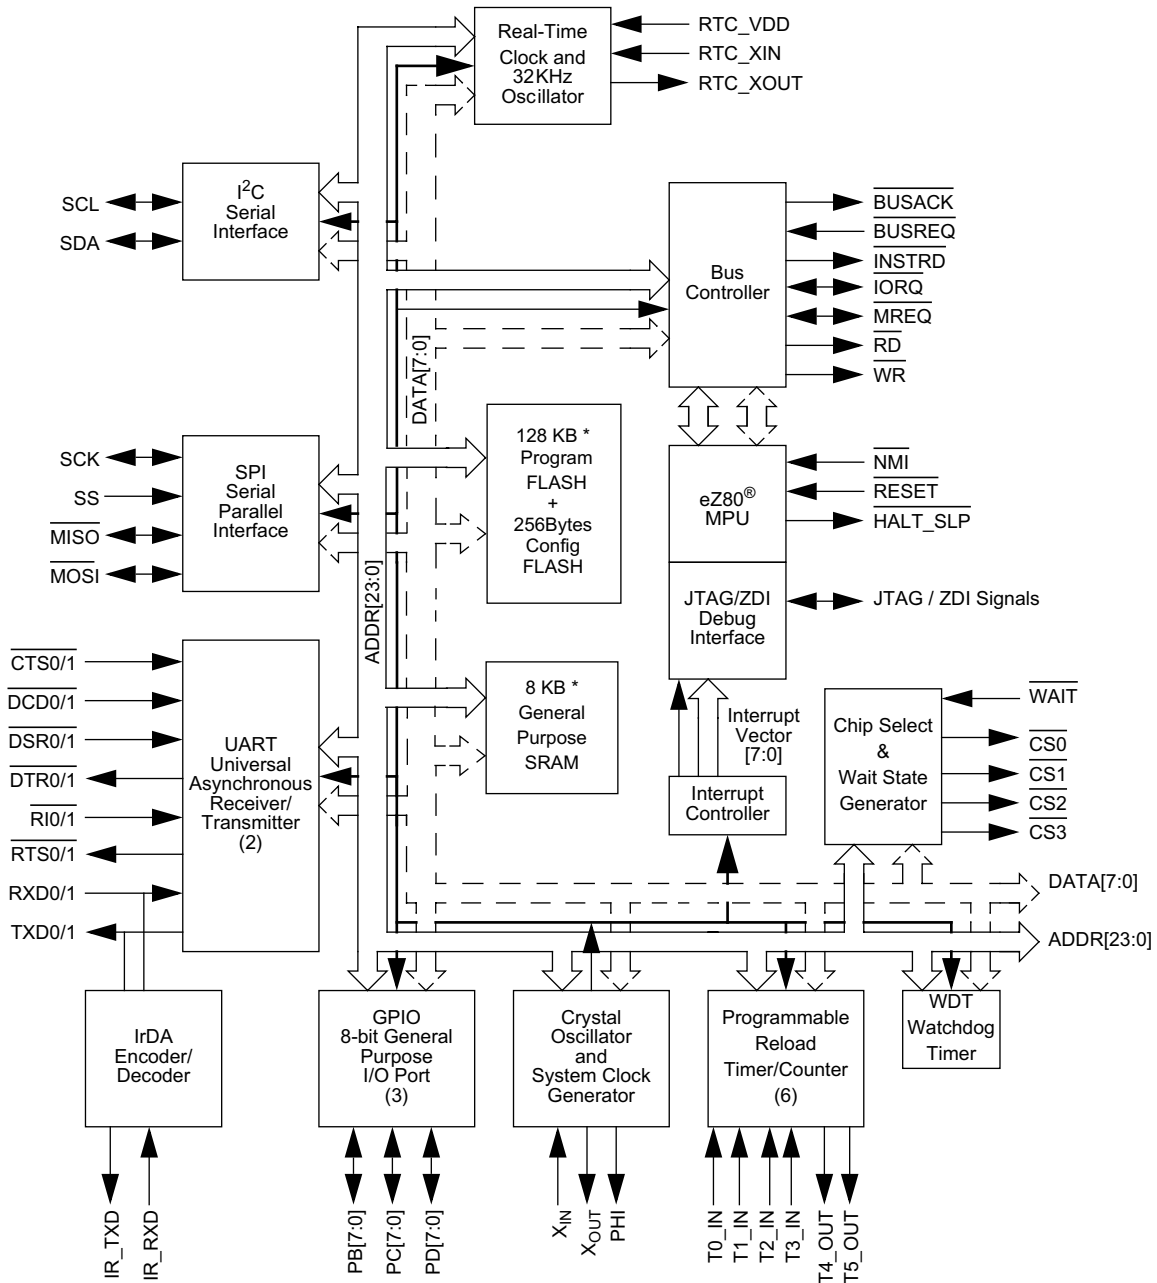 Real-Time
Clock and
32KHz
Oscillator
RTC_VDD
RTC_XIN
RTC_XOUT
I²C
Serial
Interface
SCL
SDA
Bus
Controller
BUSACK
BUSREQ
INSTRD
IORQ
MREQ
RD
WR
DATA[7:0]
ADDR[23:0]
128 KB *
Program
FLASH
+
256Bytes
Config
FLASH
SPI
Serial
Parallel
Interface
SCK
SS
MISO
MOSI
eZ80®
MPU
NMI
RESET
HALT_SLP
JTAG/ZDI
Debug
Interface
JTAG / ZDI Signals
8 KB *
General
Purpose
SRAM
Interrupt
Vector
[7:0]
Interrupt
Controller
Chip Select
&
Wait State
Generator
WAIT
CS0
CS1
CS2
CS3
UART
Universal
Asynchronous
Receiver/
Transmitter
(2)
CTS0/1
DCD0/1
DSR0/1
DTR0/1
RI0/1
RTS0/1
RXD0/1
TXD0/1
DATA[7:0]
ADDR[23:0]
IrDA
Encoder/
Decoder
GPIO
8-bit General
Purpose
I/O Port
(3)
Crystal
Oscillator
and
System Clock
Generator
Programmable
Reload
Timer/Counter
(6)
WDT
Watchdog
Timer
IR_TXD
IR_RXD
PB[7:0]
PC[7:0]
PD[7:0]
XIN
XOUT
PHI
T0_IN
T1_IN
T2_IN
T3_IN
T4_OUT
T5_OUT